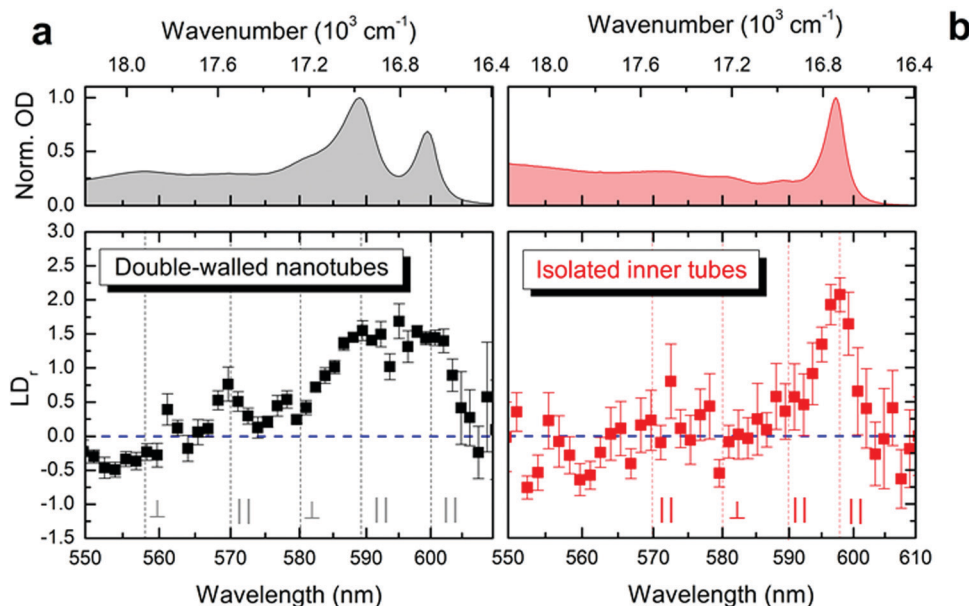 a
Wavenumber (10³ cm⁻¹)
18.0 17.6 17.2 16.8 16.4
Norm. OD
1.0
0.5
0.0
Double-walled nanotubes
LDr
3.0
2.5
2.0
1.5
1.0
0.5
0.0
-0.5
-1.0
-1.5
⊥ || ⊥ || ||
550 560 570 580 590 600
Wavelength (nm)
b
Wavenumber (10³ cm⁻¹)
18.0 17.6 17.2 16.8 16.4
Isolated inner tubes
|| ⊥ || ||
550 560 570 580 590 600 610
Wavelength (nm)